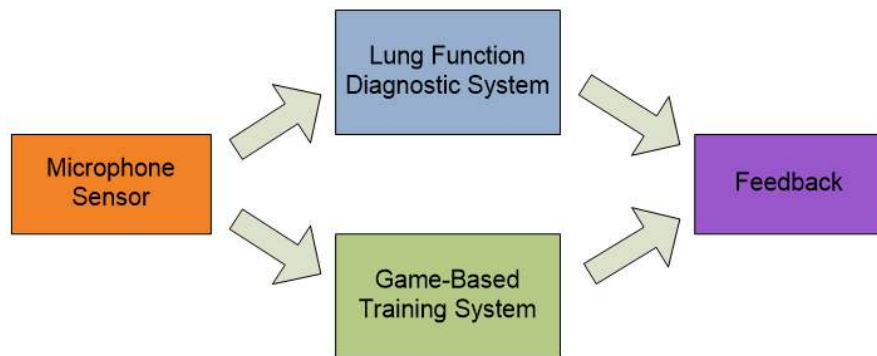 Lung Function
Diagnostic System
Microphone
Sensor
Feedback
Game-Based
Training System